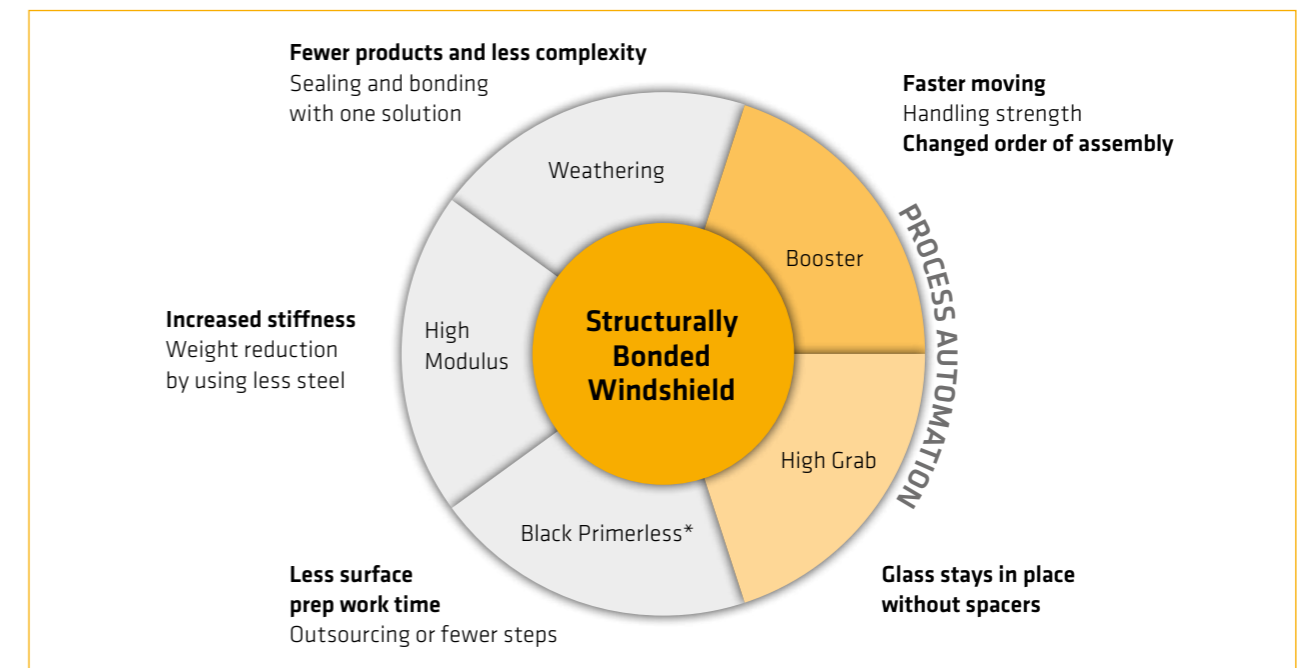 Fewer products and less complexity
Sealing and bonding
with one solution
Faster moving
Handling strength
Changed order of assembly
Weathering
Booster
PROCESS AUTOMATION
Increased stiffness
Weight reduction
by using less steel
High
Modulus
Structurally
Bonded
Windshield
High Grab
Black Primerless*
Less surface
prep work time
Outsourcing or fewer steps
Glass stays in place
without spacers